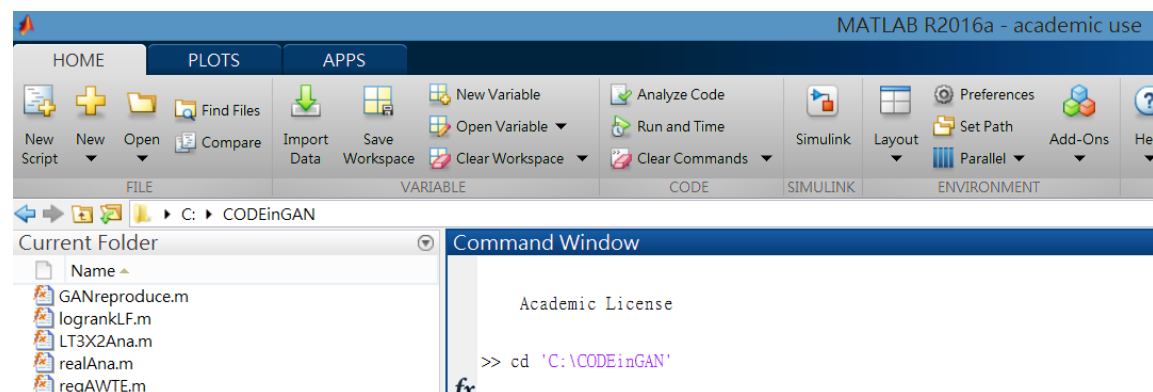 MATLAB R2016a - academic use
HOME PLOTS APPS
New Script
New
Open
Find Files
Compare
Import Data
Save Workspace
New Variable
Open Variable
Clear Workspace
Analyze Code
Run and Time
Clear Commands
Simulink
Layout
Preferences
Set Path
Parallel
Add-Ons
He
FILE VARIABLE CODE SIMULINK ENVIRONMENT
C: CODEinGAN
Current Folder
Name
GANreproduce.m
logrankLF.m
LT3X2Ana.m
realAna.m
regAWTE.m
Command Window
Academic License
>> cd 'C:\CODEinGAN'
fx